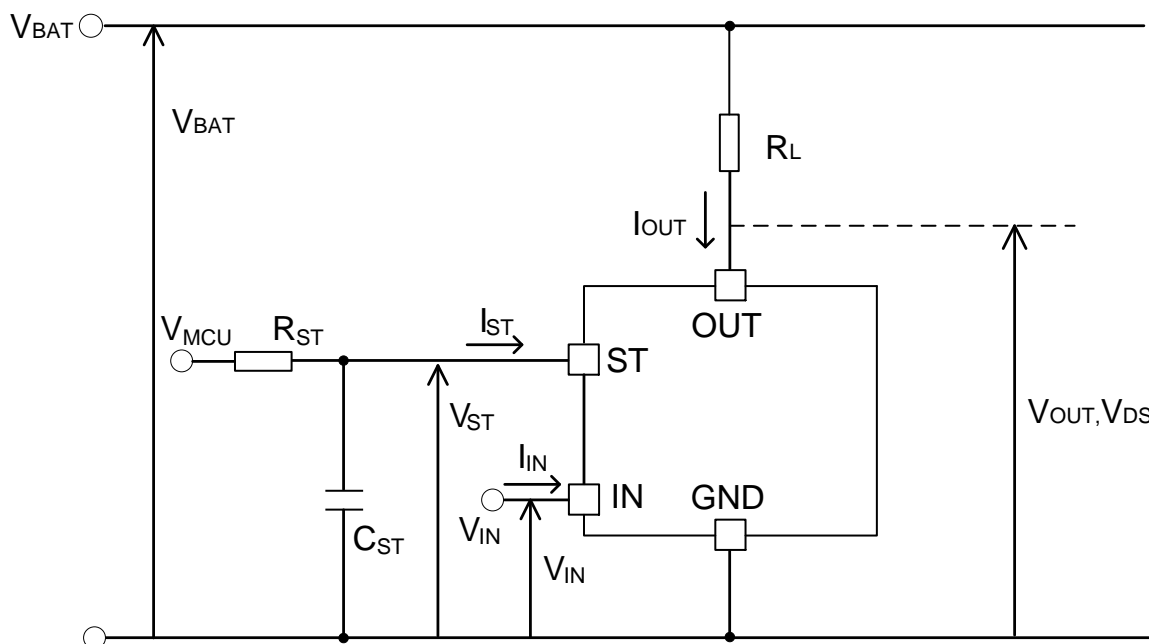 VBAT
VBAT
RL
IOUT
OUT
VMCU
RST
IST
ST
VST
VOUT,VDS
IIN
IN
GND
VIN
CST
VIN